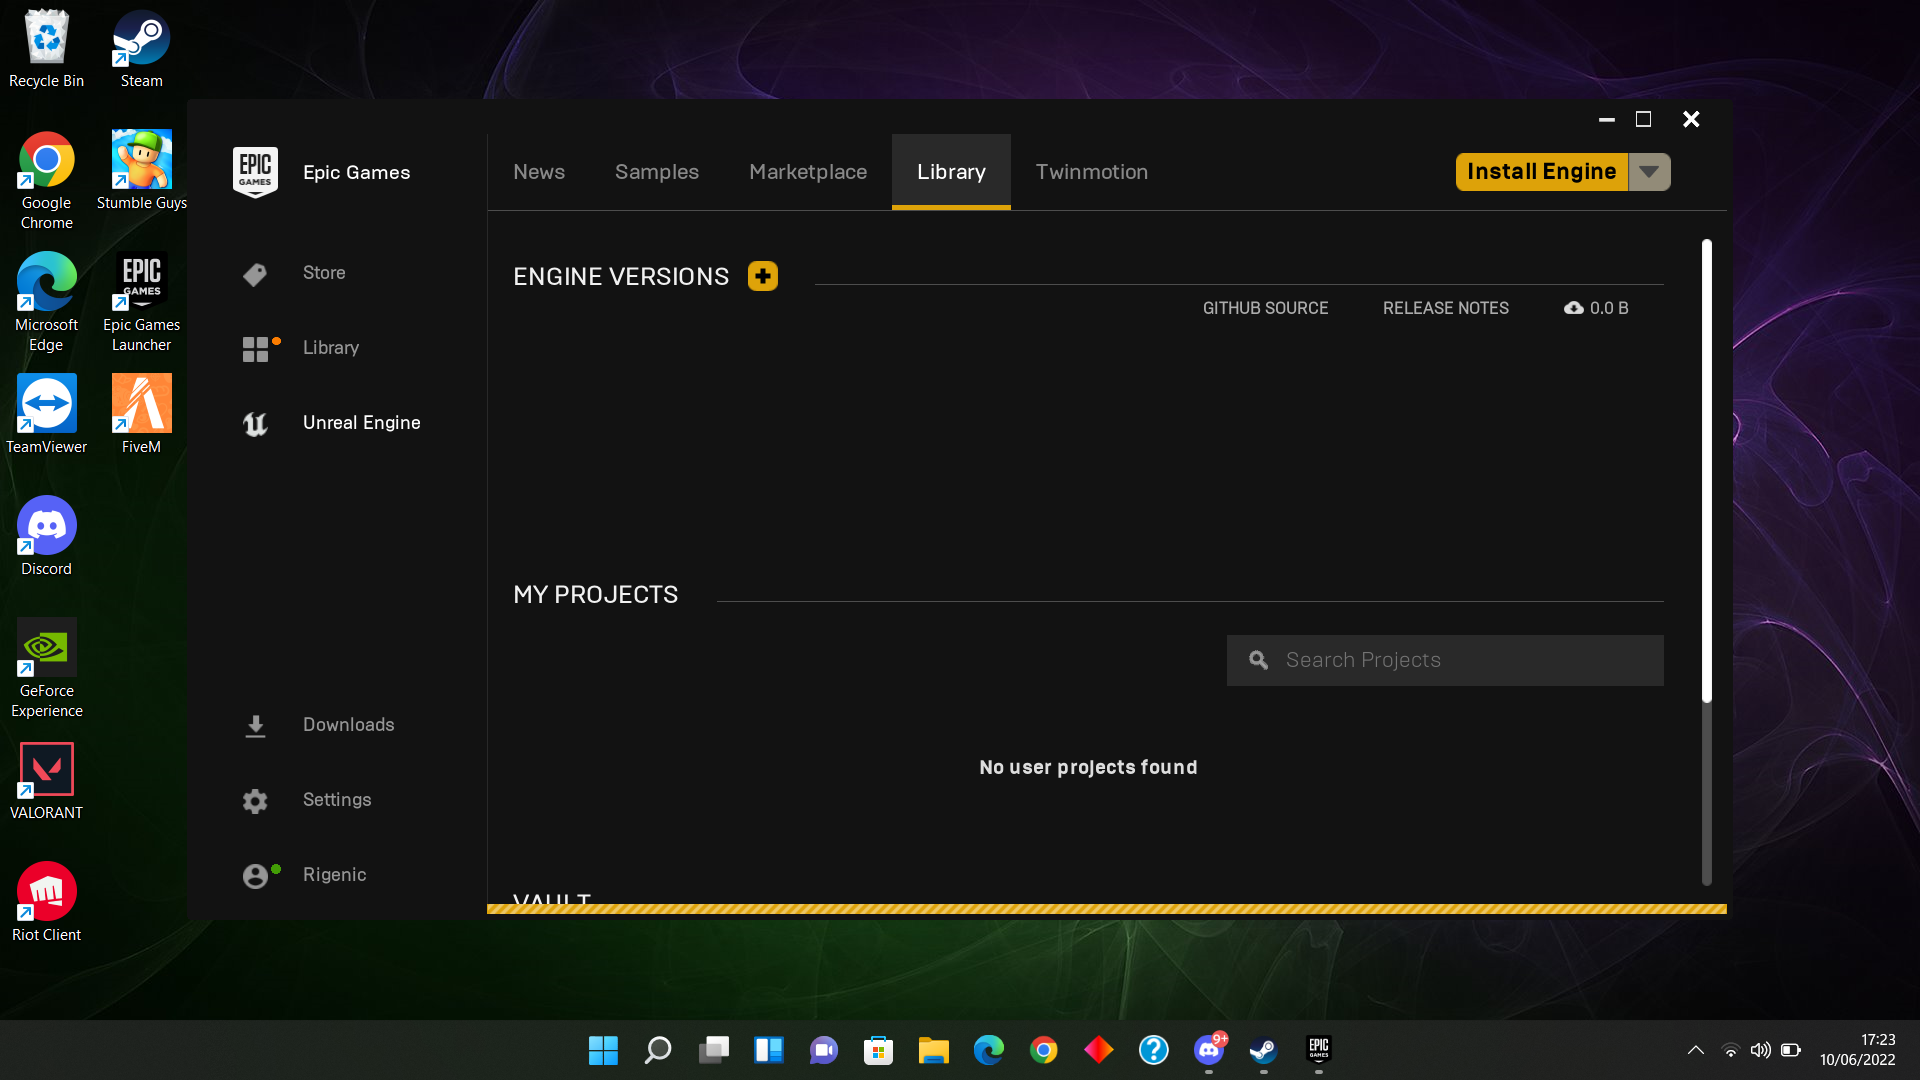 Recycle Bin
Steam
Google
Chrome
Stumble Guys
Microsoft
Edge
EPIC
GAMES
Epic Games
Launcher
TeamViewer
FiveM
Discord
GeForce
Experience
VALORANT
Riot Client
EPIC
GAMES
Epic Games
Store
Library
Unreal Engine
Downloads
Settings
Rigenic
News
Samples
Marketplace
Library
Twinmotion
Install Engine
ENGINE VERSIONS
GITHUB SOURCE
RELEASE NOTES
0.0 B
MY PROJECTS
Search Projects
No user projects found
VAULT
9+
EPIC
GAMES
17:23
10/06/2022